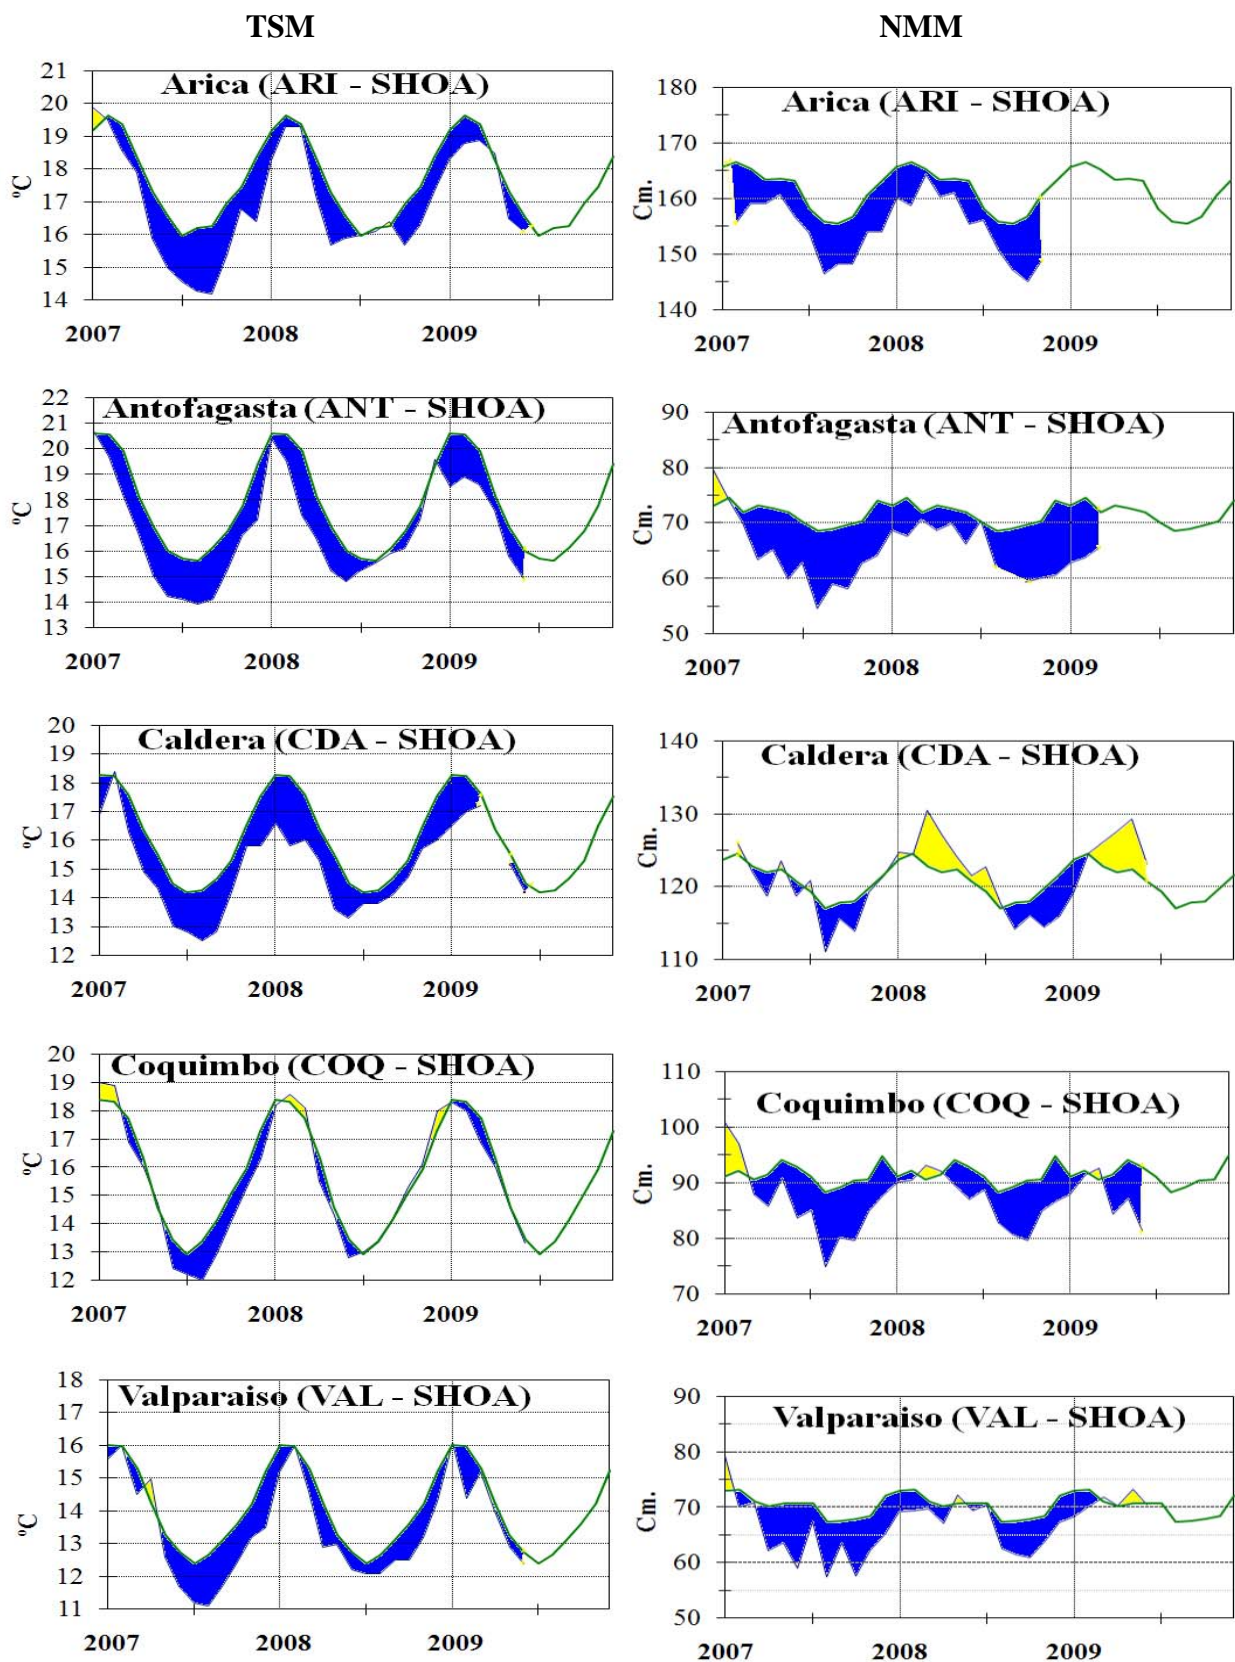 TSM
NMM
Arica (ARI - SHOA)
21
20
19
18
17
16
15
14
ºC
2007 2008 2009
Arica (ARI - SHOA)
180
170
160
150
140
Cm.
2007 2008 2009
Antofagasta (ANT - SHOA)
22
21
20
19
18
17
16
15
14
13
ºC
2007 2008 2009
Antofagasta (ANT - SHOA)
90
80
70
60
50
Cm.
2007 2008 2009
Caldera (CDA - SHOA)
20
19
18
17
16
15
14
13
12
ºC
2007 2008 2009
Caldera (CDA - SHOA)
140
130
120
110
Cm.
2007 2008 2009
Coquimbo (COQ - SHOA)
20
19
18
17
16
15
14
13
12
ºC
2007 2008 2009
Coquimbo (COQ - SHOA)
110
100
90
80
70
Cm.
2007 2008 2009
Valparaiso (VAL - SHOA)
18
17
16
15
14
13
12
11
ºC
2007 2008 2009
Valparaiso (VAL - SHOA)
90
80
70
60
50
Cm.
2007 2008 2009